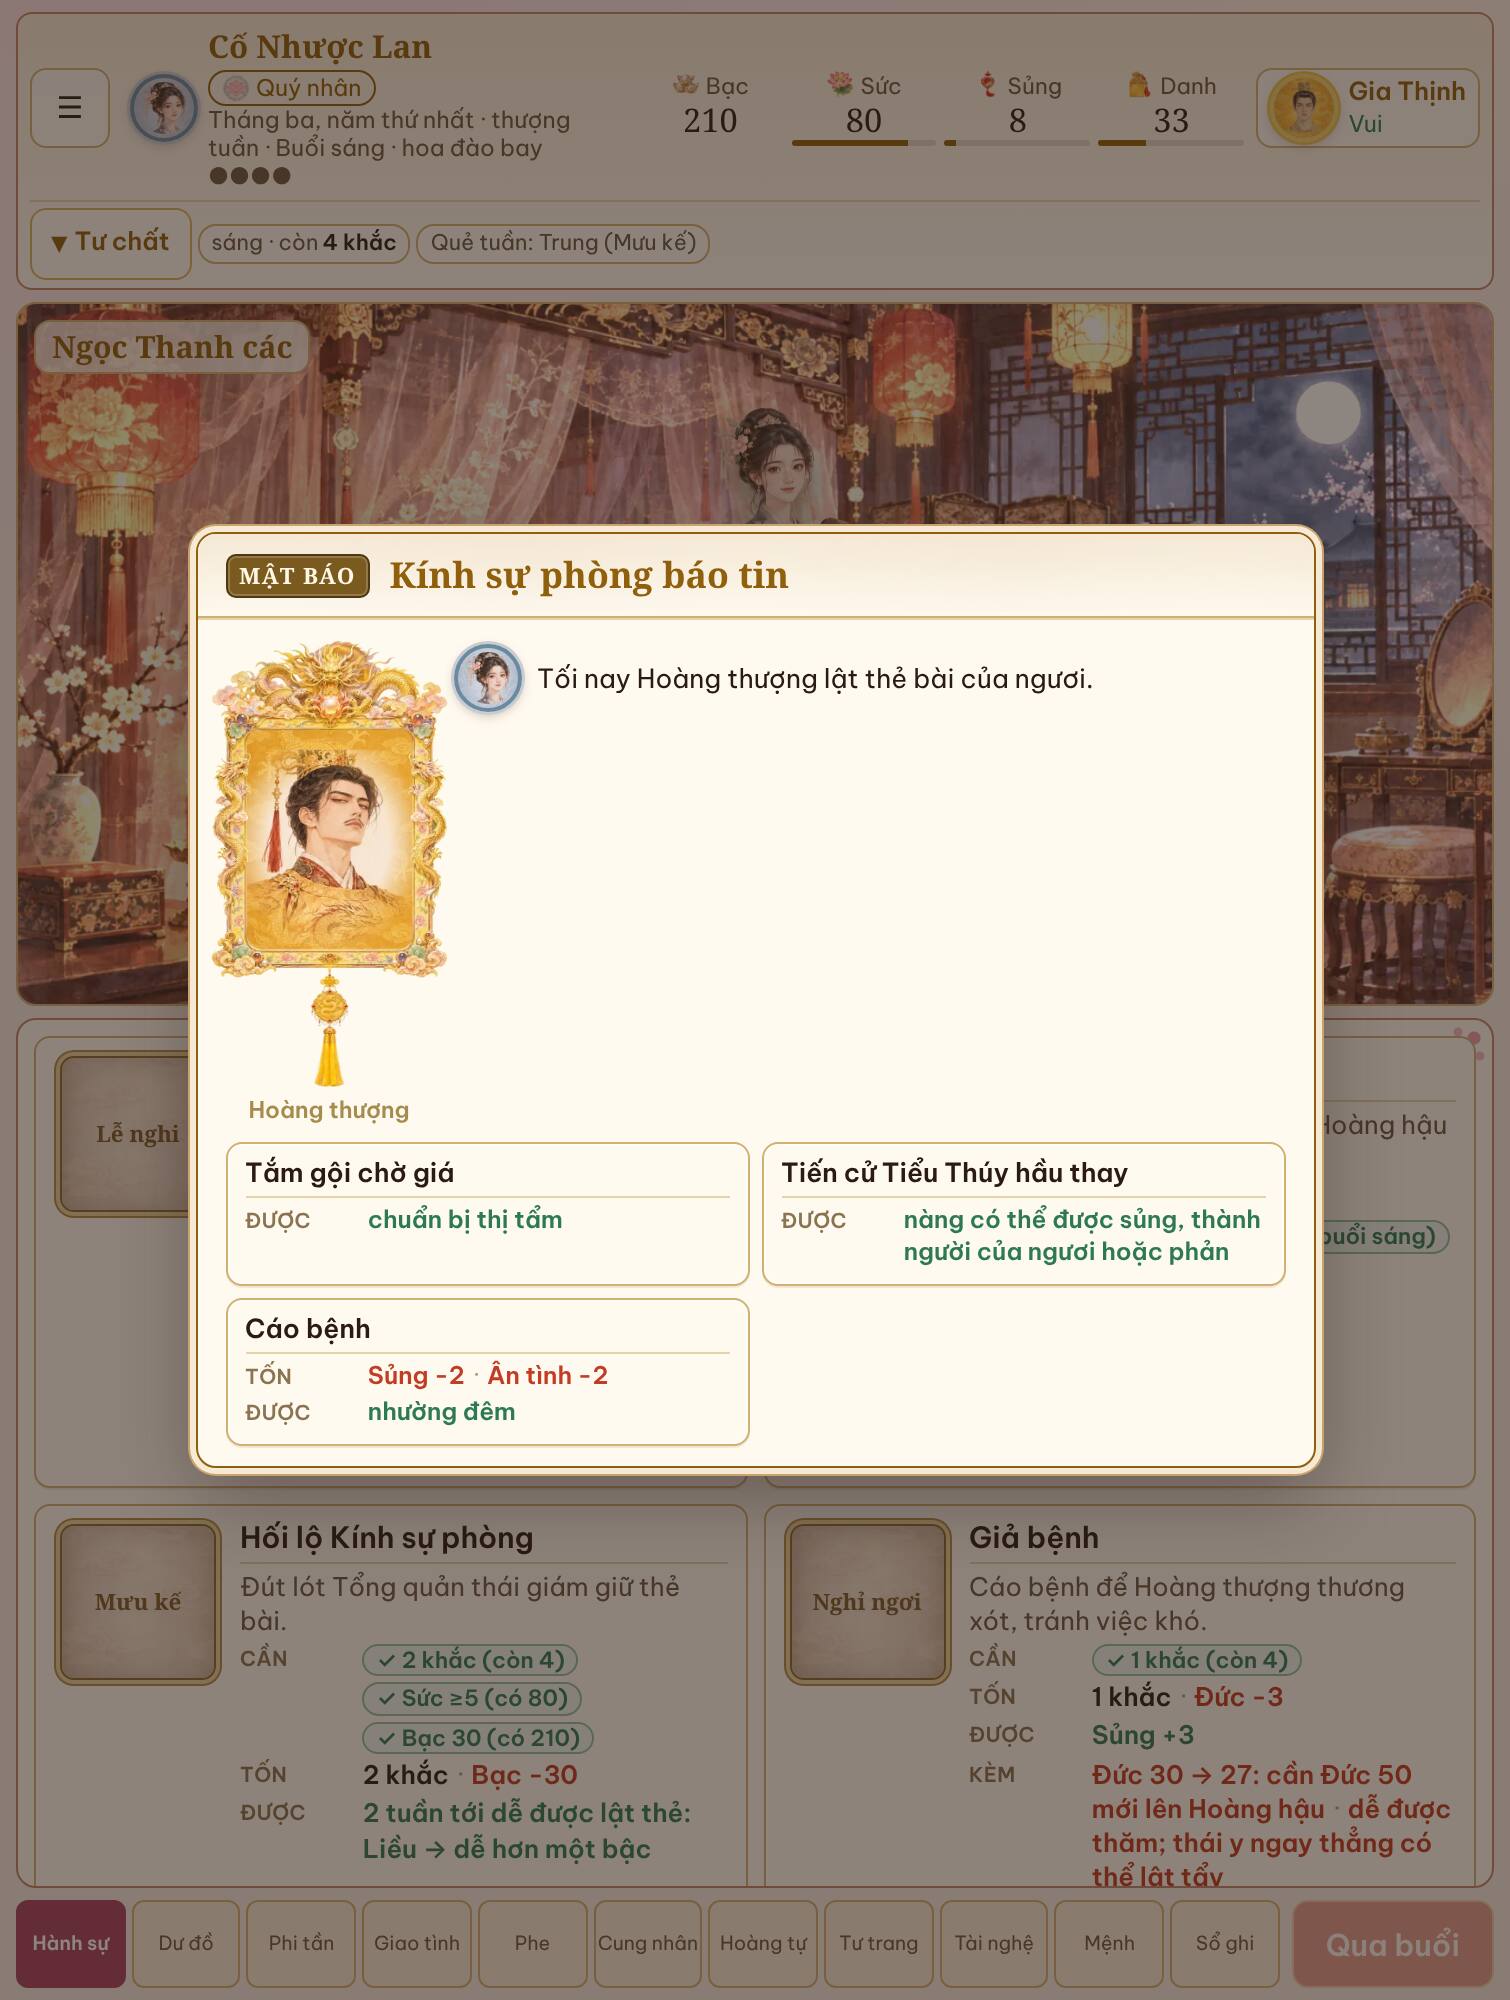 Cố Nhược Lan
Quý nhân
Tháng ba, năm thứ nhất · thượng
tuần · Buổi sáng · hoa đào bay
Bạc
210
Sức
80
Sủng
8
Danh
33
Gia Thịnh
Vui
▼ Tư chất
sáng · còn 4 khắc
Quẻ tuần: Trung (Mưu kế)
Ngọc Thanh các
MẬT BÁO
Kính sự phòng báo tin
Tối nay Hoàng thượng lật thẻ bài của ngươi.
Hoàng thượng
Tắm gội chờ giá
ĐƯỢC chuẩn bị thị tẩm
Tiến cử Tiểu Thúy hầu thay
ĐƯỢC nàng có thể được sủng, thành
người của ngươi hoặc phản
Cáo bệnh
TỐN Sủng -2 · Ân tình -2
ĐƯỢC nhường đêm
Lễ nghi
Hoàng hậu
buổi sáng)
Mưu kế
Hối lộ Kính sự phòng
Đút lót Tổng quản thái giám giữ thẻ
bài.
CẦN ✓ 2 khắc (còn 4)
✓ Sức ≥5 (có 80)
✓ Bạc 30 (có 210)
TỐN 2 khắc · Bạc -30
ĐƯỢC 2 tuần tới dễ được lật thẻ:
Liều → dễ hơn một bậc
Nghỉ ngơi
Giả bệnh
Cáo bệnh để Hoàng thượng thương
xót, tránh việc khó.
CẦN ✓ 1 khắc (còn 4)
TỐN 1 khắc · Đức -3
ĐƯỢC Sủng +3
KÈM Đức 30 → 27: cần Đức 50
mới lên Hoàng hậu · dễ được
thăm; thái y ngay thẳng có
thể lật tẩy
Hành sự
Dư đồ
Phi tần
Giao tình
Phe
Cung nhân
Hoàng tự
Tư trang
Tài nghệ
Mệnh
Sổ ghi
Qua buổi